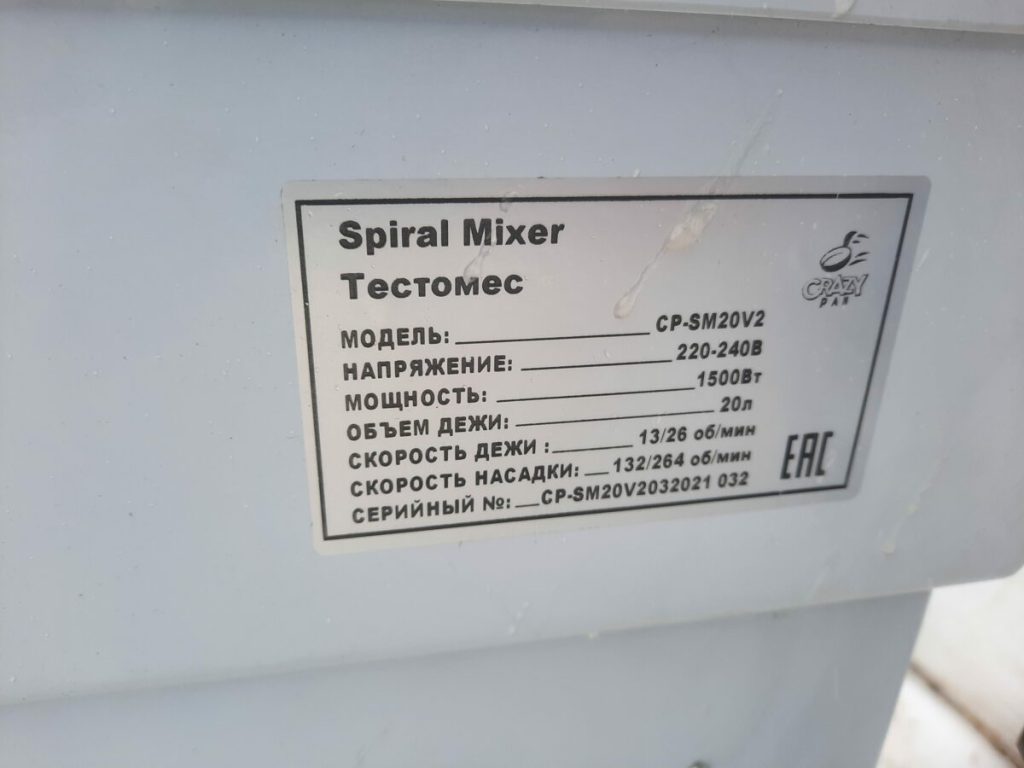 Spiral Mixer
Тестомес
CRAZY
PAN
МОДЕЛЬ: CP-SM20V2
НАПРЯЖЕНИЕ: 220-240В
МОЩНОСТЬ: 1500Вт
ОБЪЕМ ДЕЖИ: 20л
СКОРОСТЬ ДЕЖИ : 13/26 об/мин
СКОРОСТЬ НАСАДКИ: 132/264 об/мин
СЕРИЙНЫЙ №: CP-SM20V2032021 032
EAC